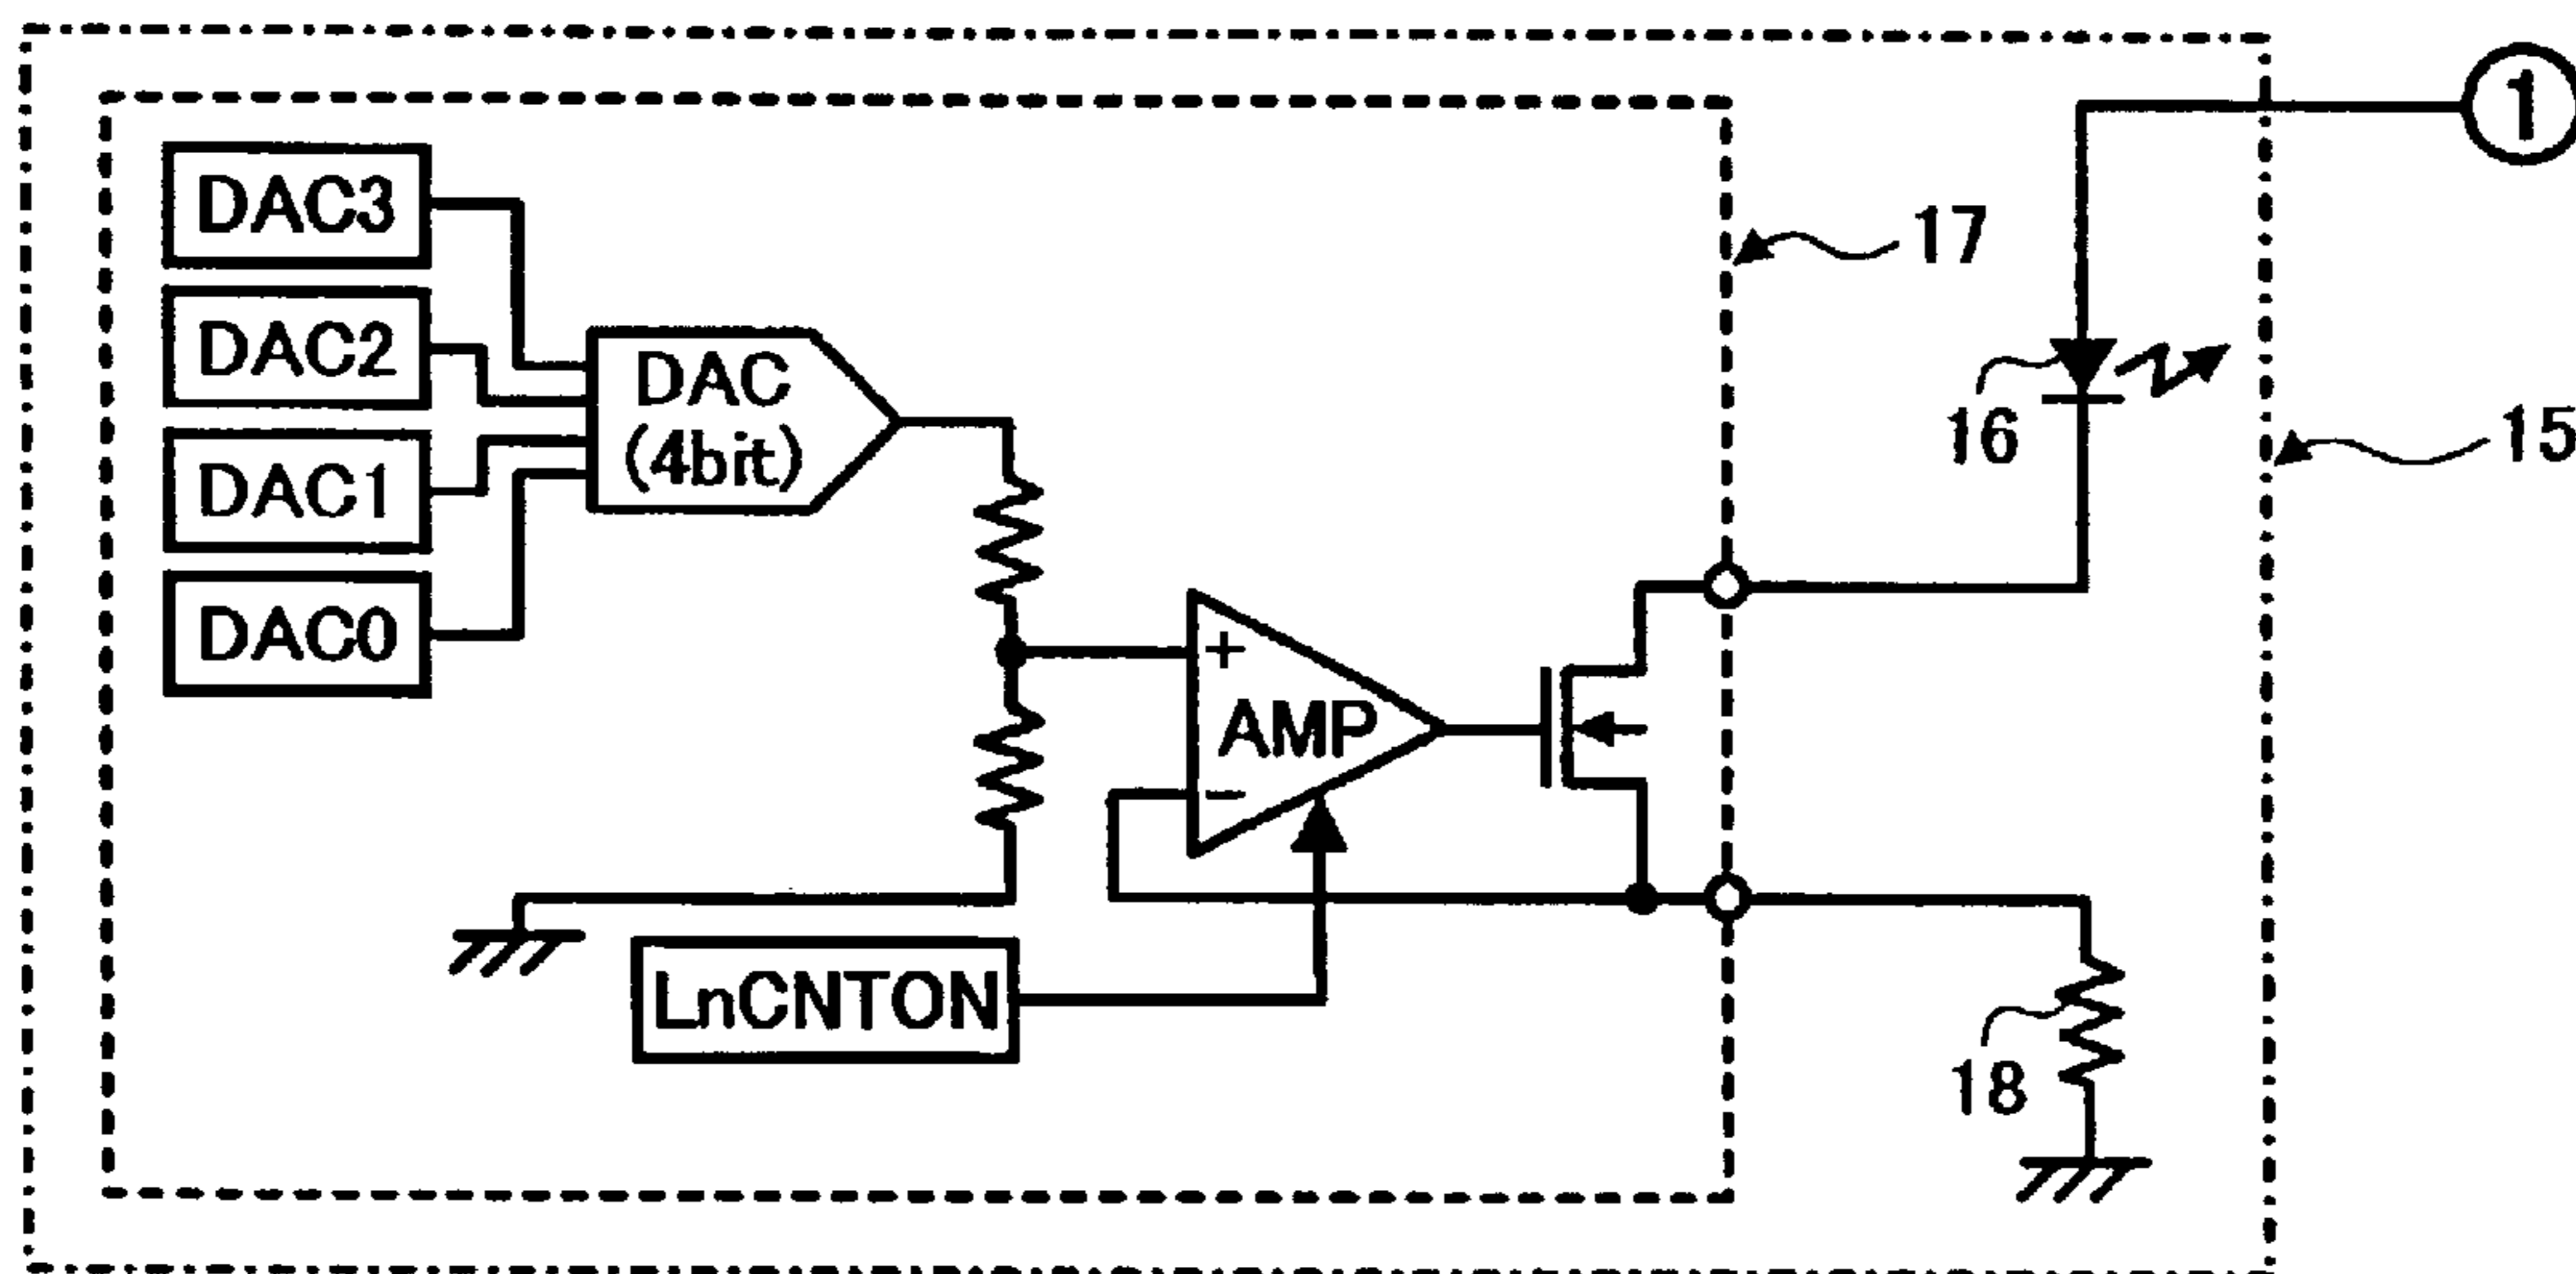 1
DAC3
17
DAC2
DAC
(4bit)
16
15
DAC1
DAC0
+
AMP
−
LnCNTON
18